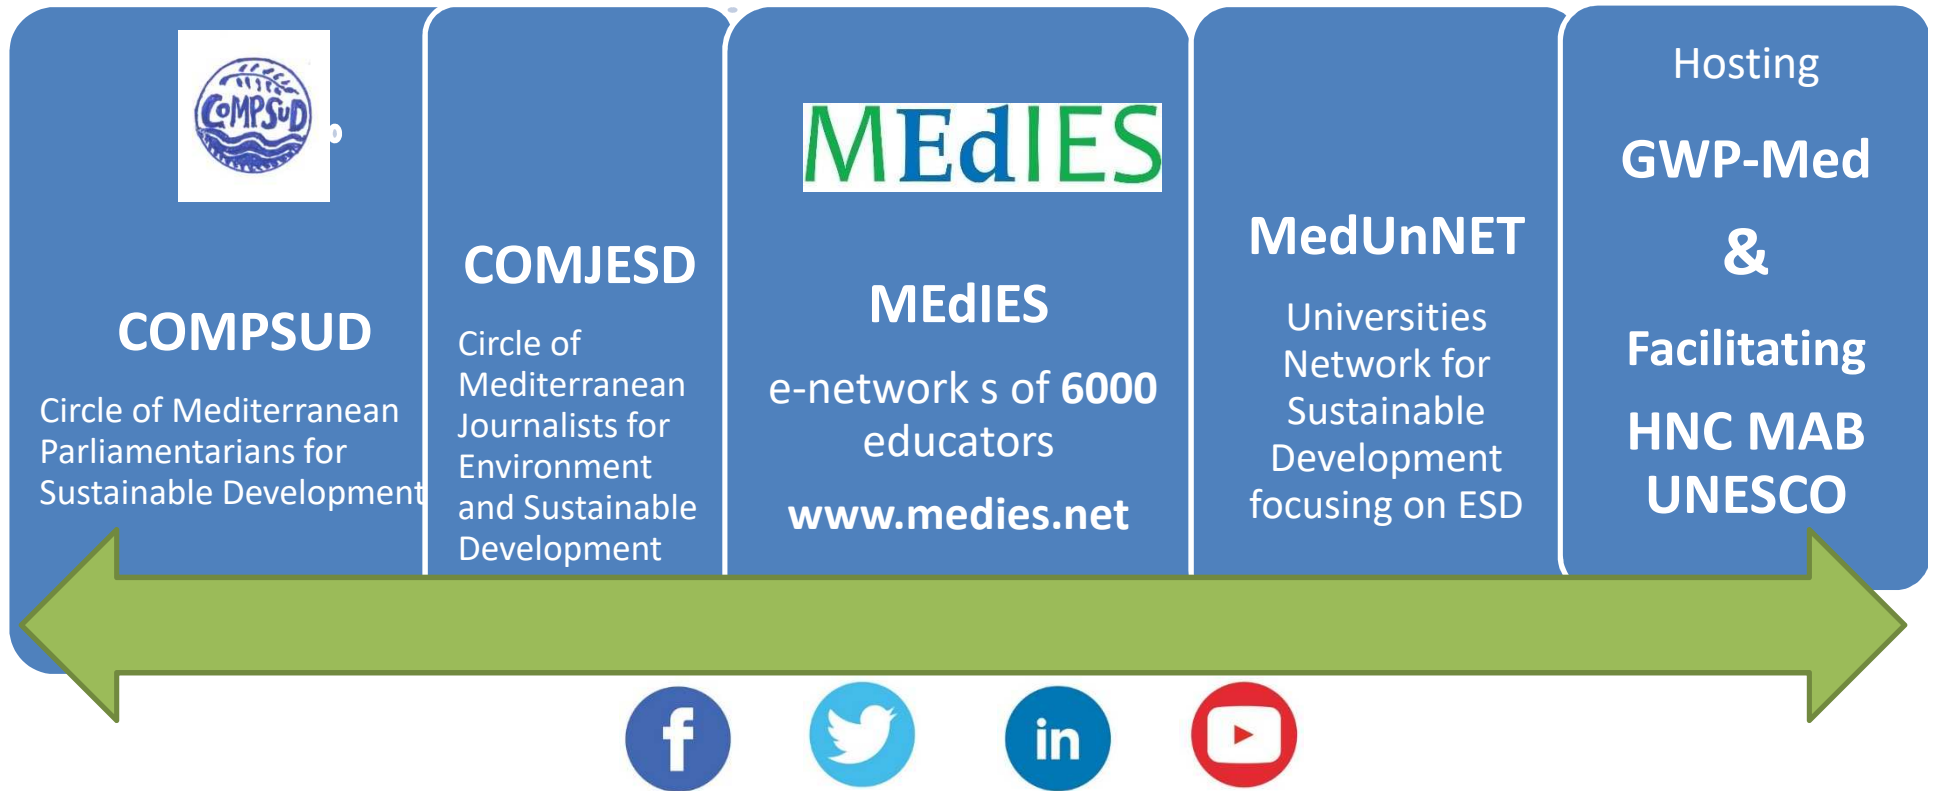 COMPSUD
COMPSUD
Circle of Mediterranean
Parliamentarians for
Sustainable Development
COMJESD
Circle of
Mediterranean
Journalists for
Environment
and Sustainable
Development
MEdIES
MEdIES
e-network s of 6000
educators
www.medies.net
MedUnNET
Universities
Network for
Sustainable
Development
focusing on ESD
Hosting
GWP-Med
&
Facilitating
HNC MAB
UNESCO
f
in